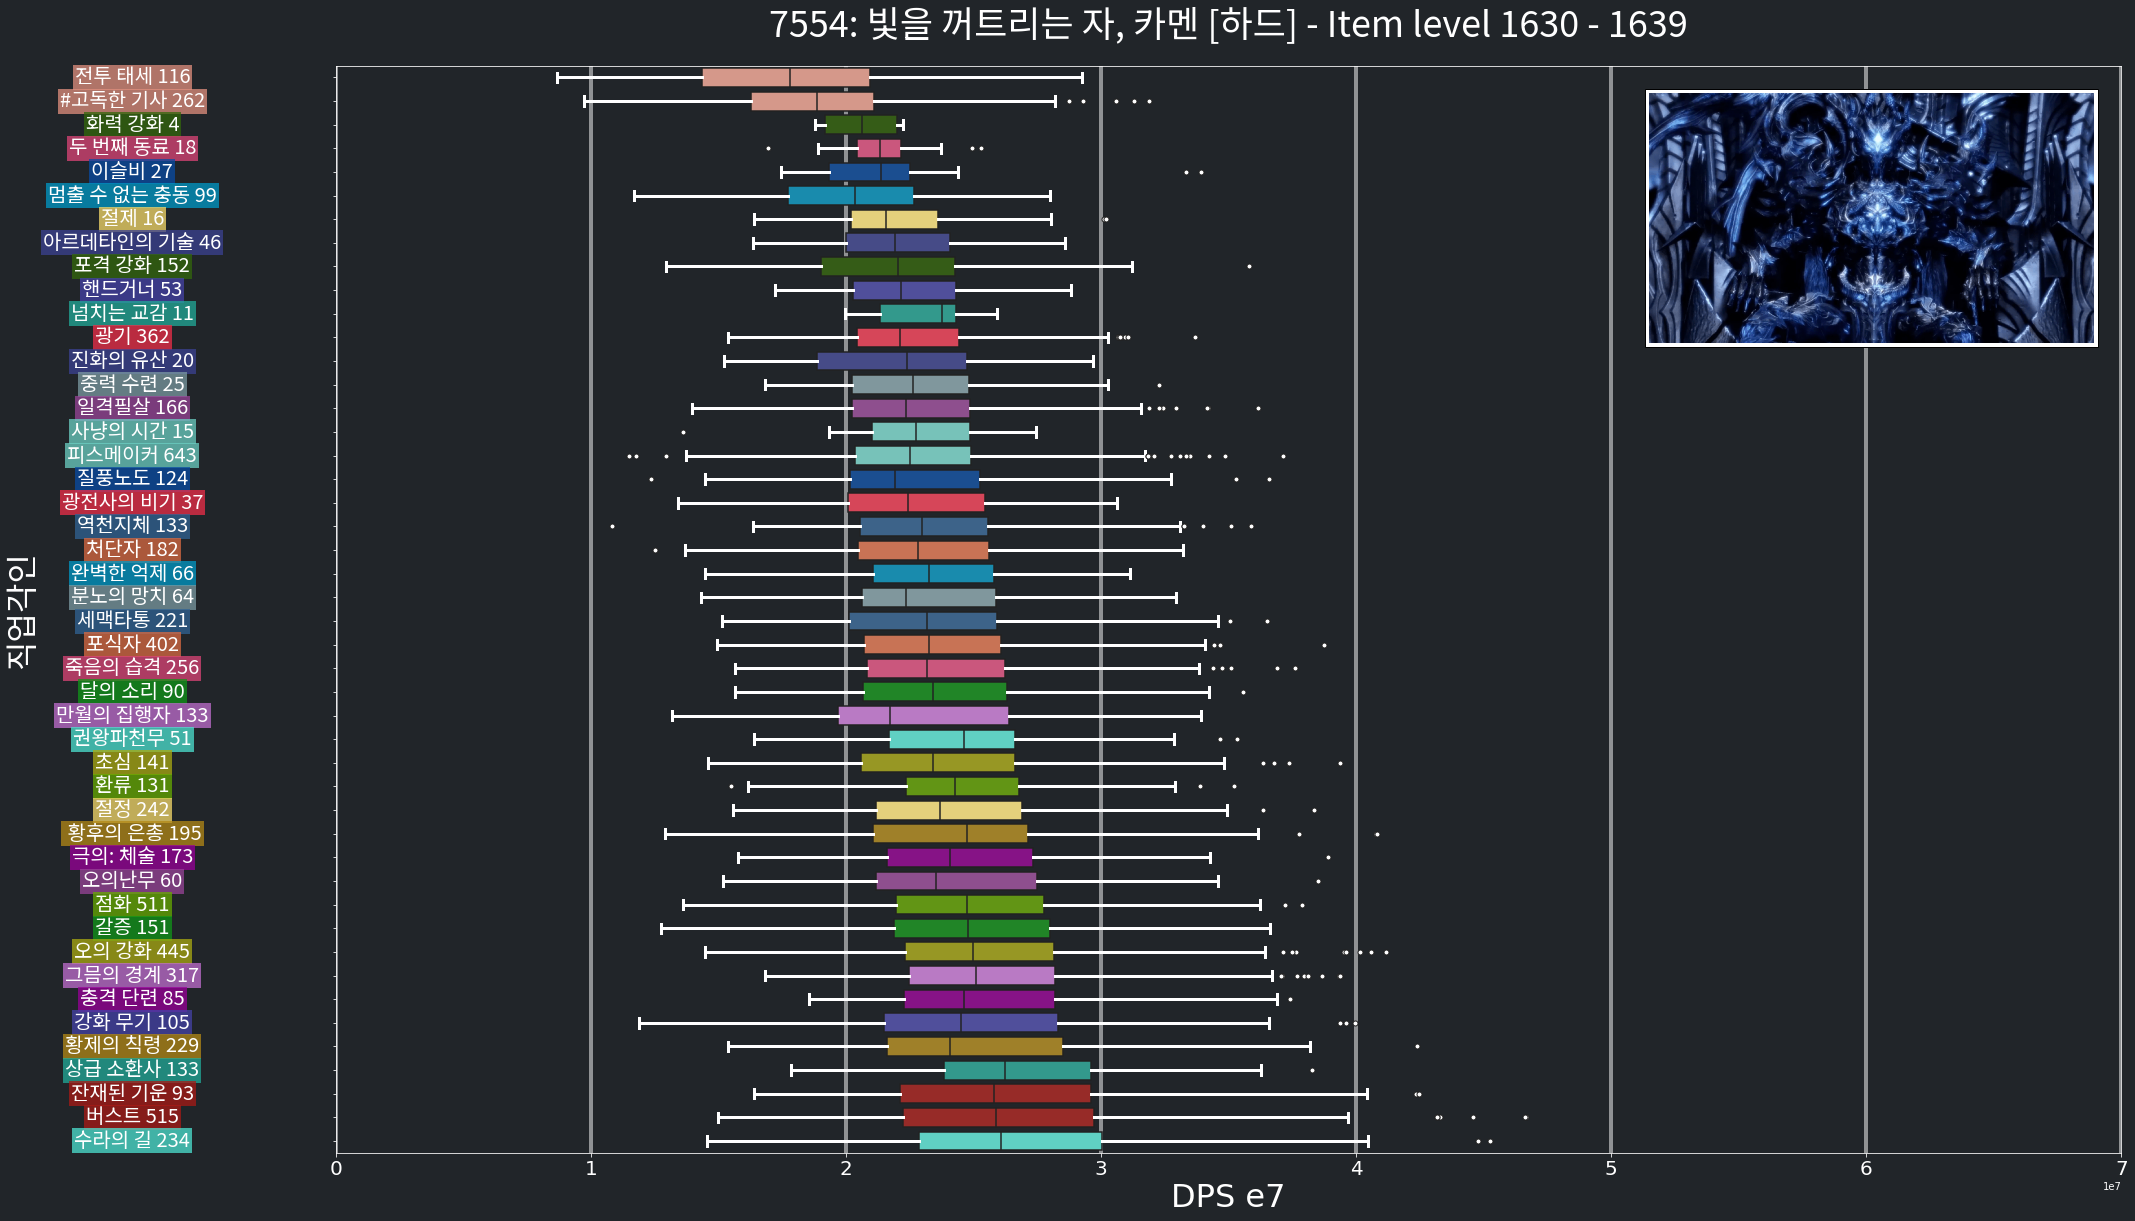 7554: 빛을 꺼트리는 자, 카멘 [하드] - Item level 1630 - 1639
전투 태세 116
#고독한 기사 262
화력 강화 4
두 번째 동료 18
이슬비 27
멈출 수 없는 충동 99
절제 16
아르데타인의 기술 46
포격 강화 152
핸드거너 53
넘치는 교감 11
광기 362
진화의 유산 20
중력 수련 25
일격필살 166
사냥의 시간 15
피스메이커 643
질풍노도 124
광전사의 비기 37
역천지체 133
처단자 182
완벽한 억제 66
분노의 망치 64
세맥타통 221
포식자 402
죽음의 습격 256
달의 소리 90
만월의 집행자 133
권왕파천무 51
초심 141
환류 131
절정 242
황후의 은총 195
극의: 체술 173
오의난무 60
점화 511
갈증 151
오의 강화 445
그믐의 경계 317
충격 단련 85
강화 무기 105
황제의 칙령 229
상급 소환사 133
잔재된 기운 93
버스트 515
수라의 길 234
직업각인
0 1 2 3 4 5 6 7
1e7
DPS e7